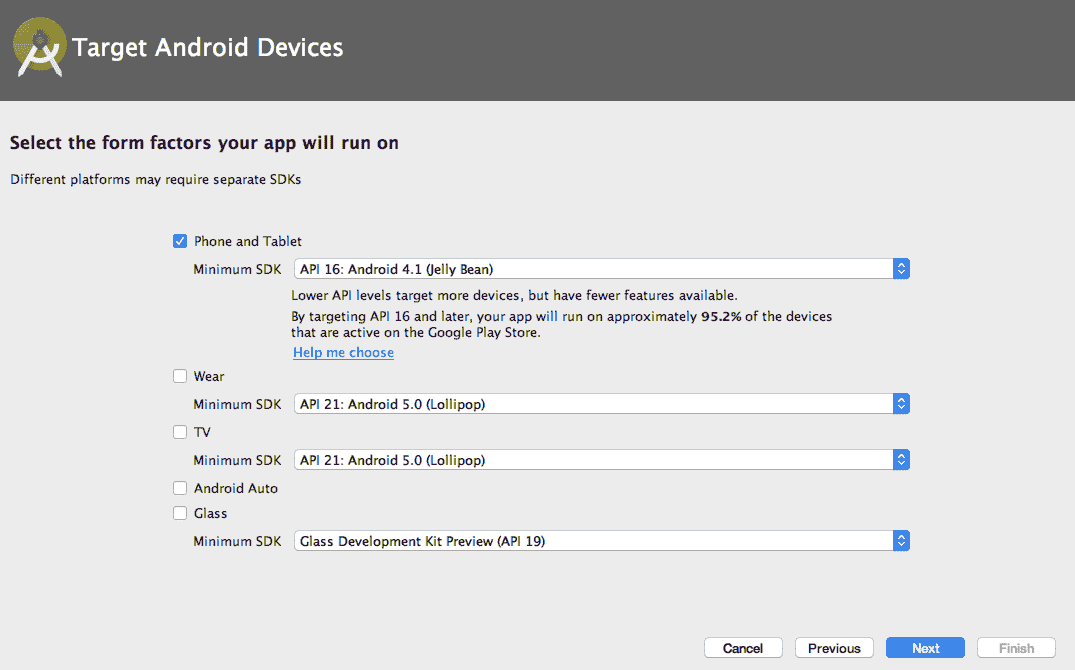 Target Android Devices
Select the form factors your app will run on
Different platforms may require separate SDKs
Phone and Tablet
Minimum SDK API 16: Android 4.1 (Jelly Bean)
Lower API levels target more devices, but have fewer features available.
By targeting API 16 and later, your app will run on approximately 95.2% of the devices
that are active on the Google Play Store.
Help me choose
Wear
Minimum SDK API 21: Android 5.0 (Lollipop)
TV
Minimum SDK API 21: Android 5.0 (Lollipop)
Android Auto
Glass
Minimum SDK Glass Development Kit Preview (API 19)
Cancel Previous Next Finish